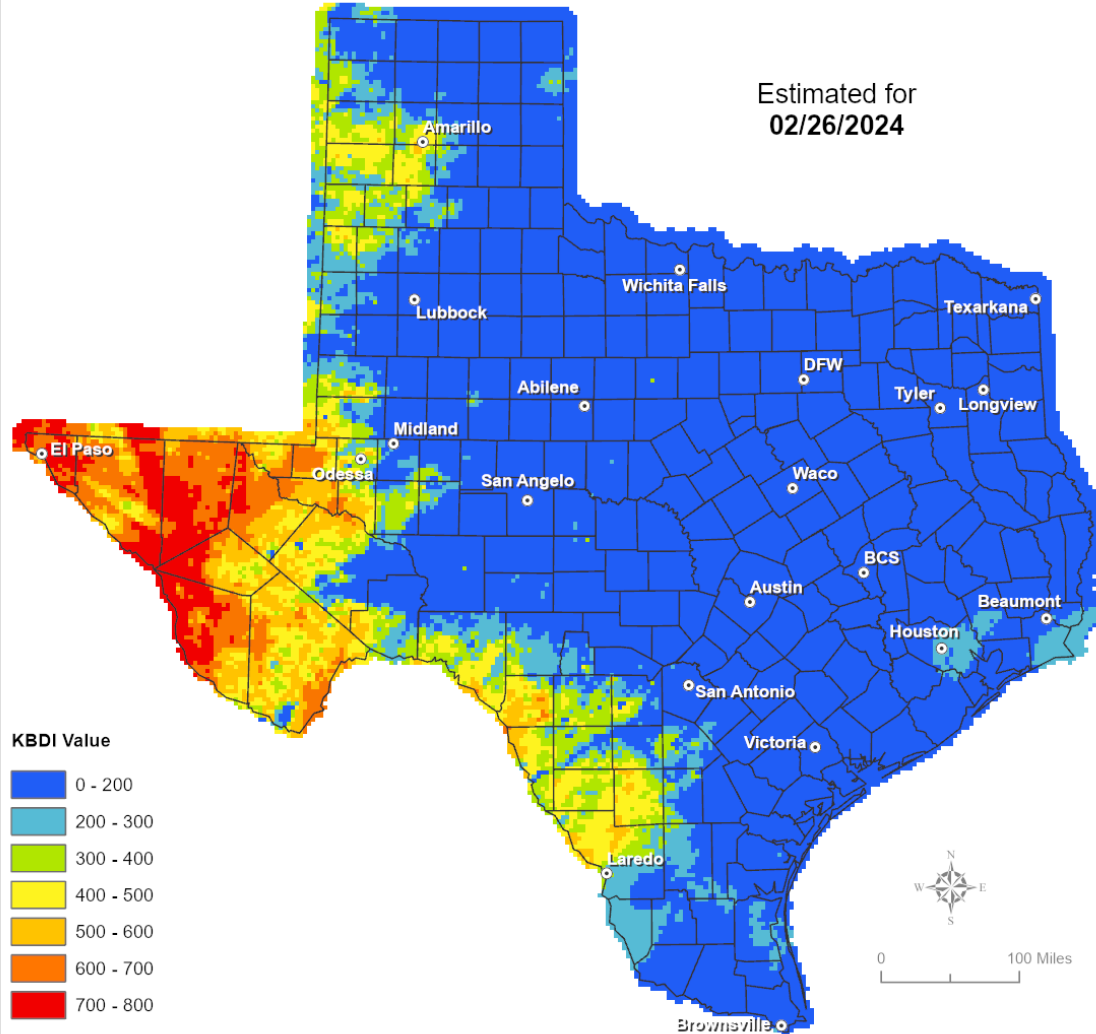 Estimated for
02/26/2024
Amarillo
Wichita Falls
Lubbock
Texarkana
DFW
Abilene
Tyler
Longview
Midland
El Paso
Odessa
San Angelo
Waco
BCS
Austin
Beaumont
Houston
San Antonio
Victoria
KBDI Value
0 - 200
200 - 300
300 - 400
400 - 500
500 - 600
600 - 700
700 - 800
Laredo
N
W E
S
0 100 Miles
Brownsville